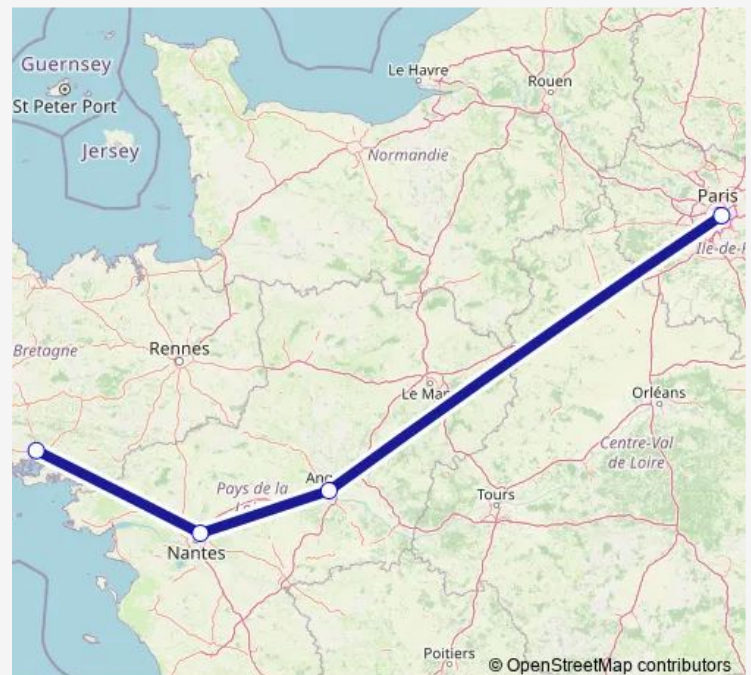 Guernsey
St Peter Port
Jersey
Le Havre
Rouen
Normandie
Paris
Bretagne
Rennes
Orléans
Centre-Val
de Loire
Pays de la
Tours
Nantes
Poitiers
© OpenStreetMap contributors